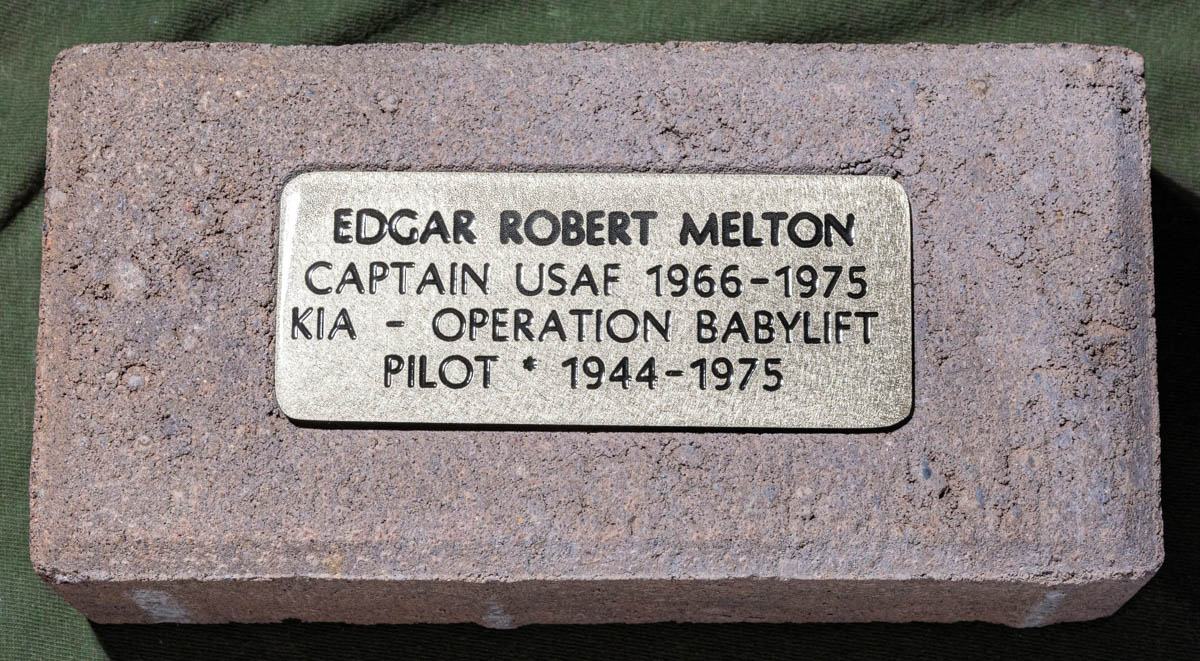 EDGAR ROBERT MELTON
CAPTAIN USAF 1966-1975
KIA - OPERATION BABYLIFT
PILOT * 1944-1975